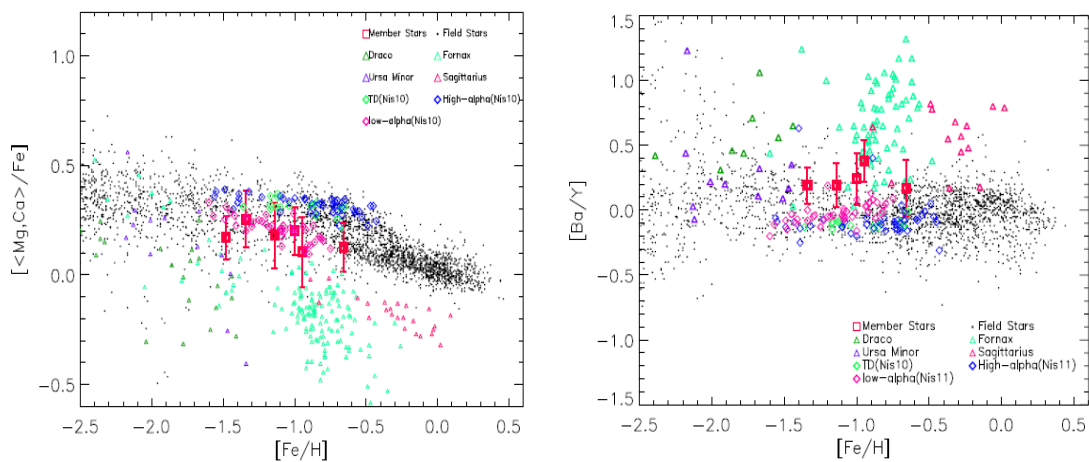 1.0
0.5
0.0
−0.5
−2.5 −2.0 −1.5 −1.0 −0.5 0.0 0.5
[Fe/H]
[<Mg,Ca>/Fe]
Member Stars Field Stars
Draco Fornax
Ursa Minor Sagittarius
TD(Nis10) High−alpha(Nis10)
low−alpha(Nis10)
1.5
1.0
0.5
0.0
−0.5
−1.0
−1.5
−2.5 −2.0 −1.5 −1.0 −0.5 0.0 0.5
[Fe/H]
[Ba/Y]
Member Stars Field Stars
Draco Fornax
Ursa Minor Sagittarius
TD(Nis10) High−alpha(Nis11)
low−alpha(Nis11)